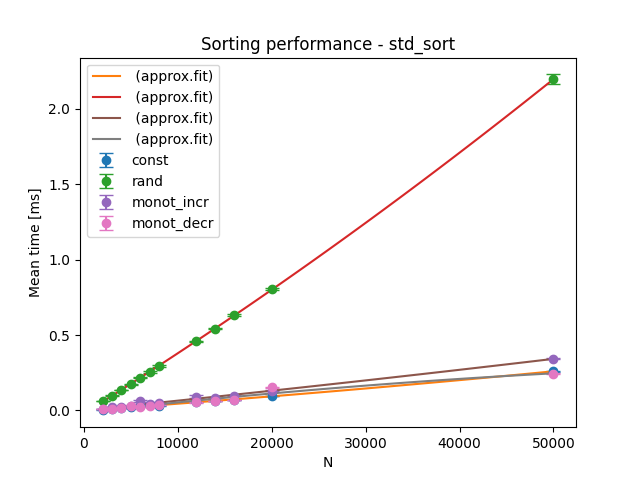 Sorting performance - std_sort
(approx.fit)
(approx.fit)
(approx.fit)
(approx.fit)
const
rand
monot_incr
monot_decr
Mean time [ms]
2.0
1.5
1.0
0.5
0.0
0 10000 20000 30000 40000 50000
N